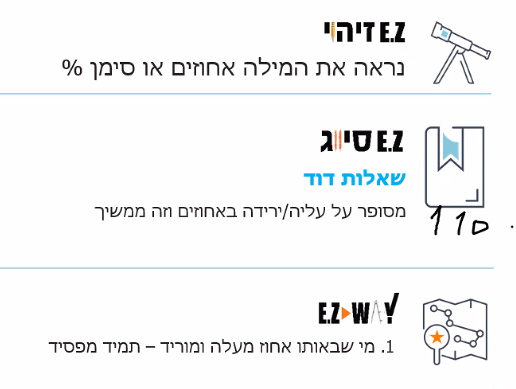 E.Z זיהוי
נראה את המילה אחוזים או סימן %
E.Z סיווג
שאלות דוד
מסופר על עליה/ירידה באחוזים וזה ממשיך
E.Z WAY
1. מי שבאותו אחוז מעלה ומוריד – תמיד מפסיד